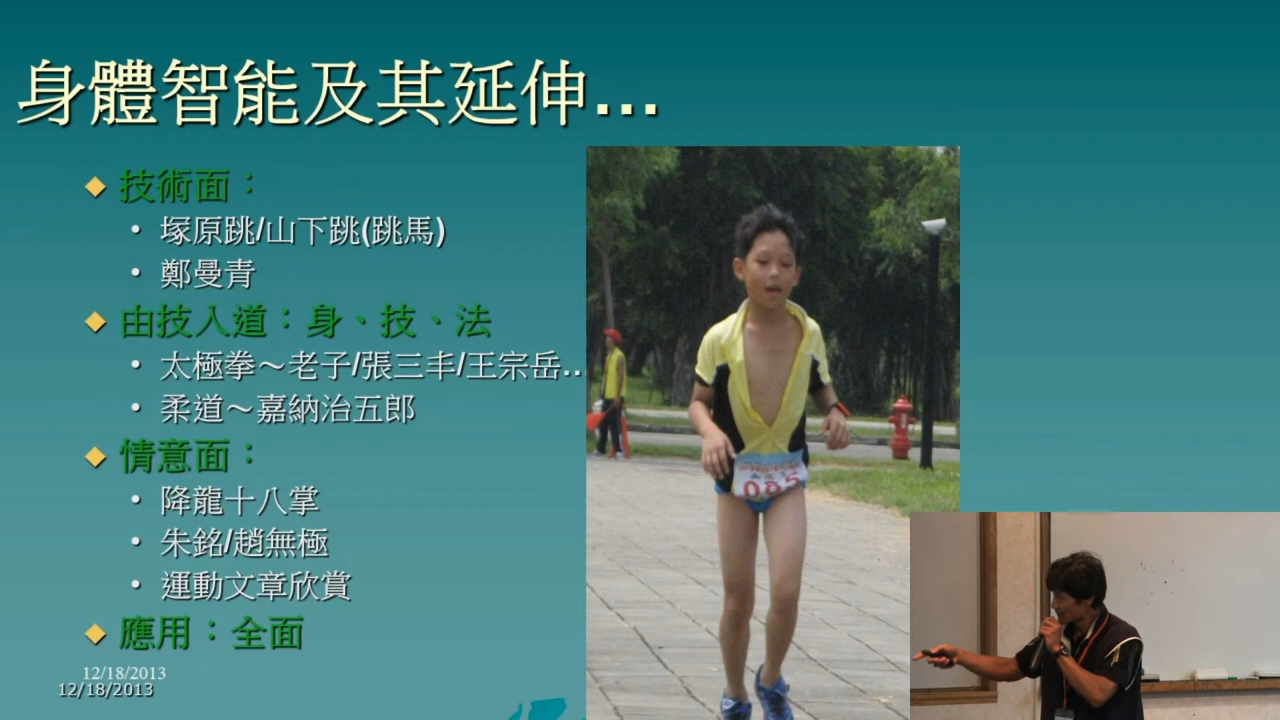 身體智能及其延伸…
技術面：
塚原跳/山下跳(跳馬)
鄭曼青
由技入道：身、技、法
太極拳～老子/張三丰/王宗岳…
柔道～嘉納治五郎
情意面：
降龍十八掌
朱銘/趙無極
運動文章欣賞
應用：全面
12/18/2013
12/18/2013
085